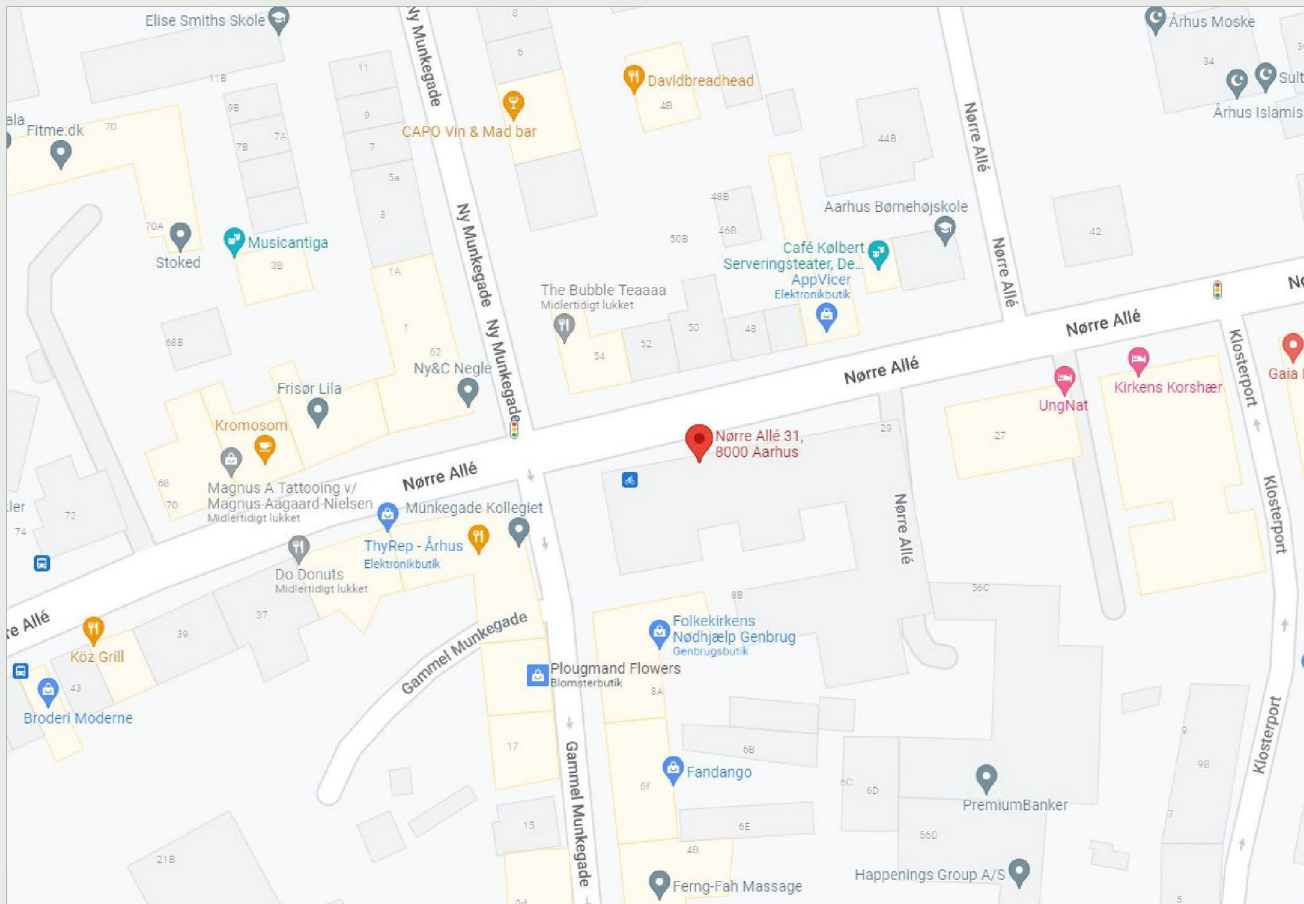 Elise Smiths Skole
8
6
Århus Moske
34
Sult
Århus Islamis
Ny Munkegade
11
11B
9B
9
7A
7B
7
5a
3
Davidbreadhead
4B
CAPO Vin & Mad bar
ala
Fitme.dk
70
Nørre Allé
44B
Aarhus Børnehøjskole
42
70A
Stoked
Musicantiga
3B
1A
Ny Munkegade
48B
46B
50B
Café Kølbert
Serveringsteater, De...
AppVicer
Elektronikbutik
Nørre Allé
The Bubble Teaaaa
Midlertidigt lukket
68B
1
62
Ny Munkegade
54
52
50
48
Nørre Allé
Nø
Klosterport
Ny&C Negle
Frisør Lila
Nørre Allé
Kirkens Korshær
UngNat
Gaia
Kromosom
Nørre Allé 31,
8000 Aarhus
29
27
68
70
Magnus A Tattooing v/
Magnus Aagaard-Nielsen
Midlertidigt lukket
Nørre Allé
Munkegade Kollegiet
Nørre Allé
Klosterport
ler
72
74
ThyRep - Århus
Elektronikbutik
Do Donuts
Midlertidigt lukket
37
39
8B
56C
re Allé
Köz Grill
Gammel Munkegade
Folkekirkens
Nødhjælp Genbrug
Genbrugsbutik
Plougmand Flowers
Blomsterbutik
43
8A
Broderi Moderne
17
Gammel Munkegade
6B
6f
Fandango
6C
6D
PremiumBanker
Klosterport
9
9B
7
15
6E
56D
21B
4B
Ferng-Fah Massage
Happenings Group A/S
5